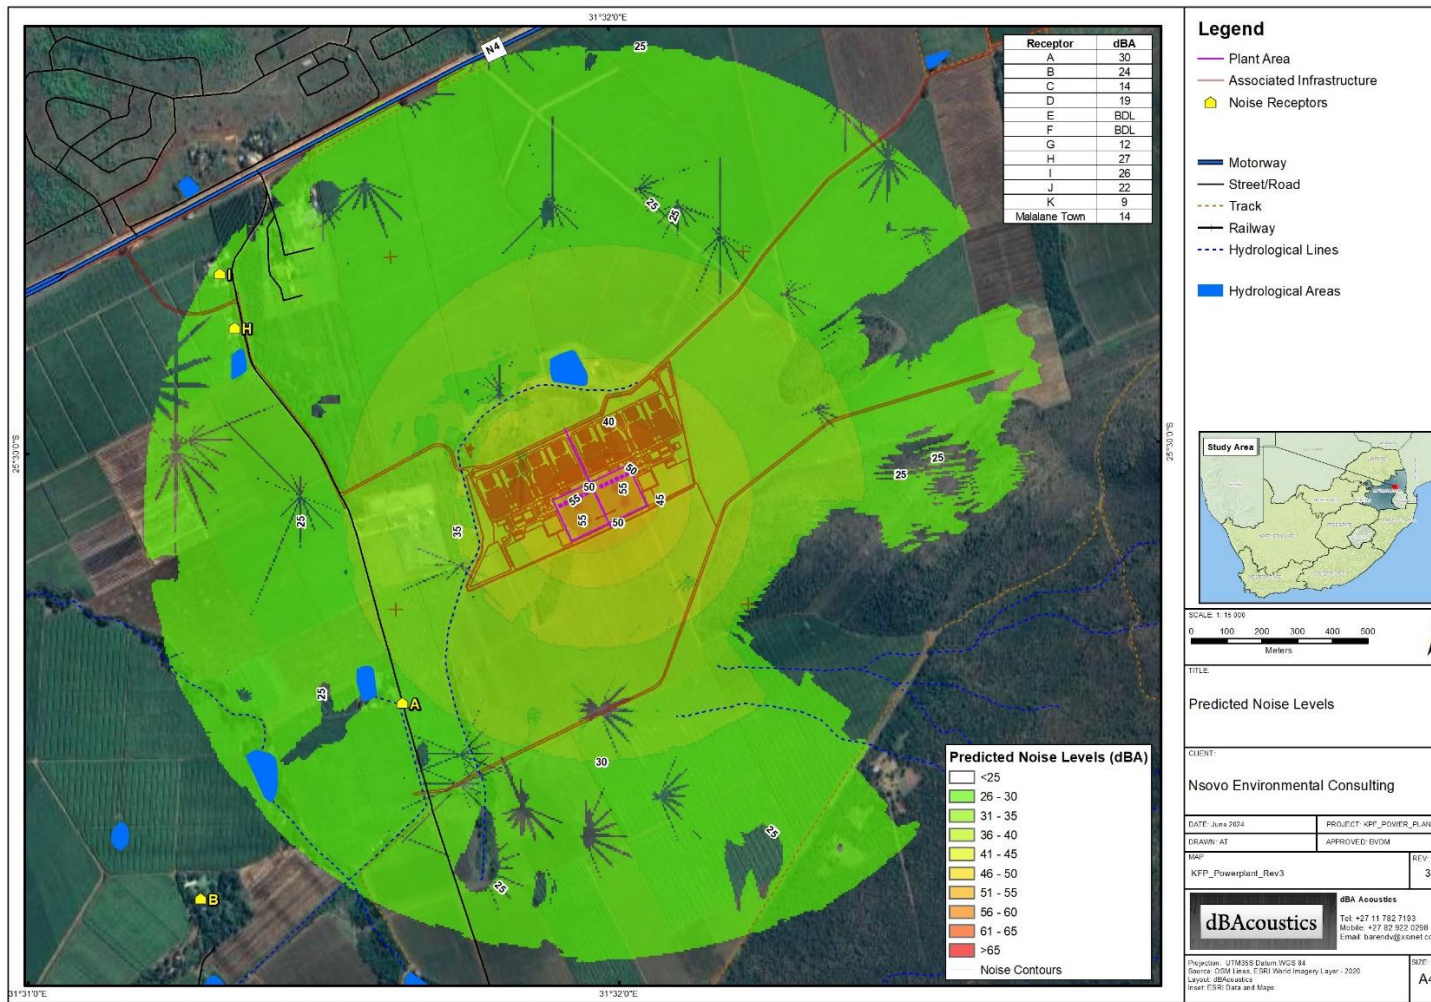 31°32'0"E
N4
25
Receptor dBA
A 30
B 24
C 14
D 19
E BDL
F BDL
G 12
H 27
I 26
J 22
K 9
Malalane Town 14
25
25
I
H
25°30'0"S
25°30'0"S
40
50
50
55
55
55
45
50
35
25
25
25
25
A
30
25
25
B
Predicted Noise Levels (dBA)
<25
26 - 30
31 - 35
36 - 40
41 - 45
46 - 50
51 - 55
56 - 60
61 - 65
>65
Noise Contours
31°31'0"E
31°32'0"E
Legend
Plant Area
Associated Infrastructure
Noise Receptors
Motorway
Street/Road
Track
Railway
Hydrological Lines
Hydrological Areas
Study Area
SCALE: 1: 15 000
0 100 200 300 400 500
Meters
TITLE:
Predicted Noise Levels
CLIENT:
Nsovo Environmental Consulting
DATE: June 2024 PROJECT: KPF_POWER_PLAN
DRAWN: AT APPROVED: BVDM
MAP REV:
KFP_Powerplant_Rev3 3
dBAcoustics
dBA Acoustics
Tel: +27 11 782 7193
Mobile: +27 82 922 0298
Email: barendv@xsinet.co
Projection: UTM35S Datum:WGS 84
Source: OSM Lines, ESRI World Imagery Layer - 2020
Layout: dBAcoustics
Inset: ESRI Data and Maps
SIZE:
A4